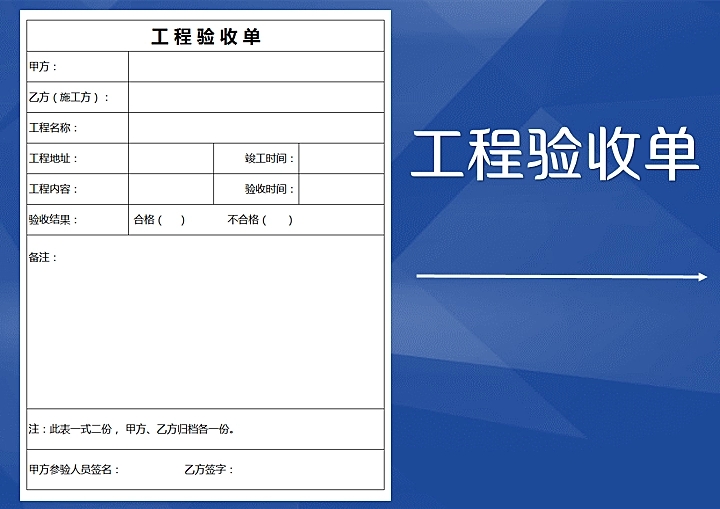 工程验收单
甲方：
乙方（施工方）：
工程名称：
工程地址： 竣工时间：
工程内容： 验收时间：
验收结果： 合格（ ） 不合格（ ）
备注：
注：此表一式二份， 甲方、乙方归档各一份。
甲方参验人员签名： 乙方签字：
工程验收单